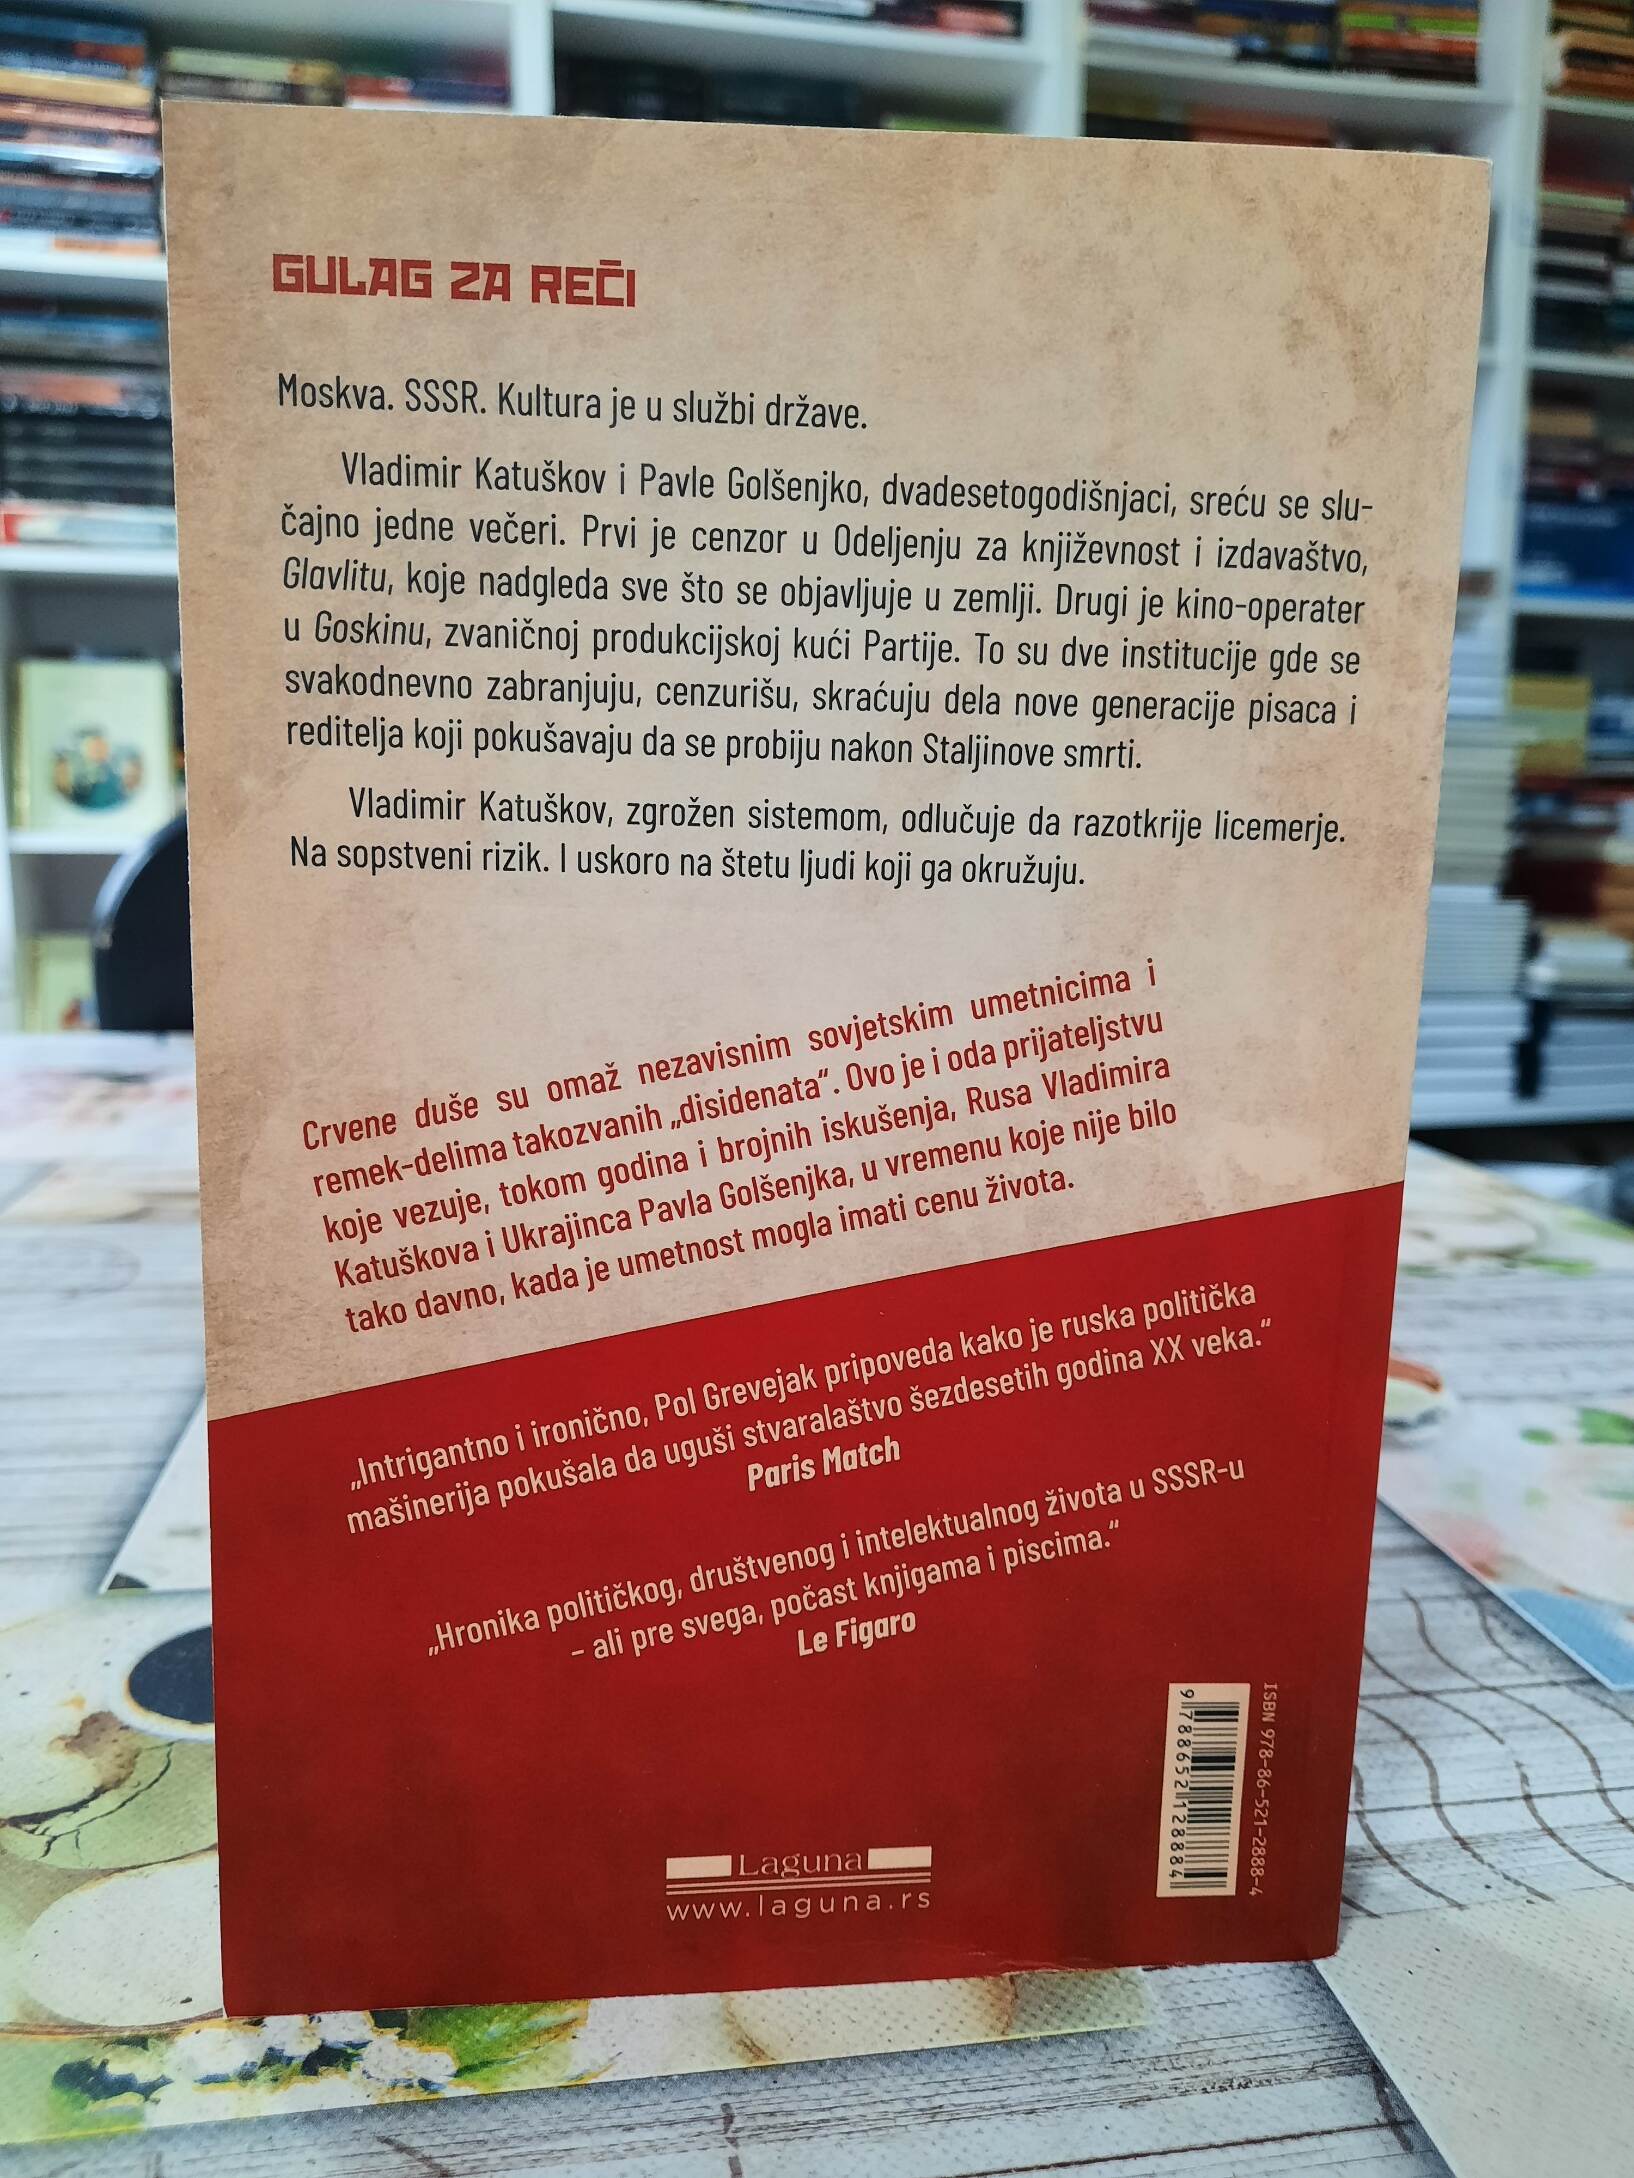 GULAG ZA REČI
Moskva. SSSR. Kultura je u službi države.
Vladimir Katuškov i Pavle Golšenjko, dvadesetogodišnjaci, sreću se slu-
čajno jedne večeri. Prvi je cenzor u Odeljenju za književnost i izdavaštvo,
Glavlitu, koje nadgleda sve što se objavljuje u zemlji. Drugi je kino-operater
u Goskinu, zvaničnoj produkcijskoj kući Partije. To su dve institucije gde se
svakodnevno zabranjuju, cenzurišu, skraćuju dela nove generacije pisaca i
reditelja koji pokušavaju da se probiju nakon Staljinove smrti.
Vladimir Katuškov, zgrožen sistemom, odlučuje da razotkrije licemerje.
Na sopstveni rizik. I uskoro na štetu ljudi koji ga okružuju.
Crvene duše su omaž nezavisnim sovjetskim umetnicima i
remek-delima takozvanih „disidenata“. Ovo je i oda prijateljstvu
koje vezuje, tokom godina i brojnih iskušenja, Rusa Vladimira
Katuškova i Ukrajinca Pavla Golšenjka, u vremenu koje nije bilo
tako davno, kada je umetnost mogla imati cenu života.
„Intrigantno i ironično, Pol Grevejak pripoveda kako je ruska politička
mašinerija pokušala da uguši stvaralaštvo šezdesetih godina XX veka.“
Paris Match
„Hronika političkog, društvenog i intelektualnog života u SSSR-u
– ali pre svega, počast knjigama i piscima.“
Le Figaro
ISBN 978-86-521-2888-4
9 788652 128884
Laguna
www.laguna.rs